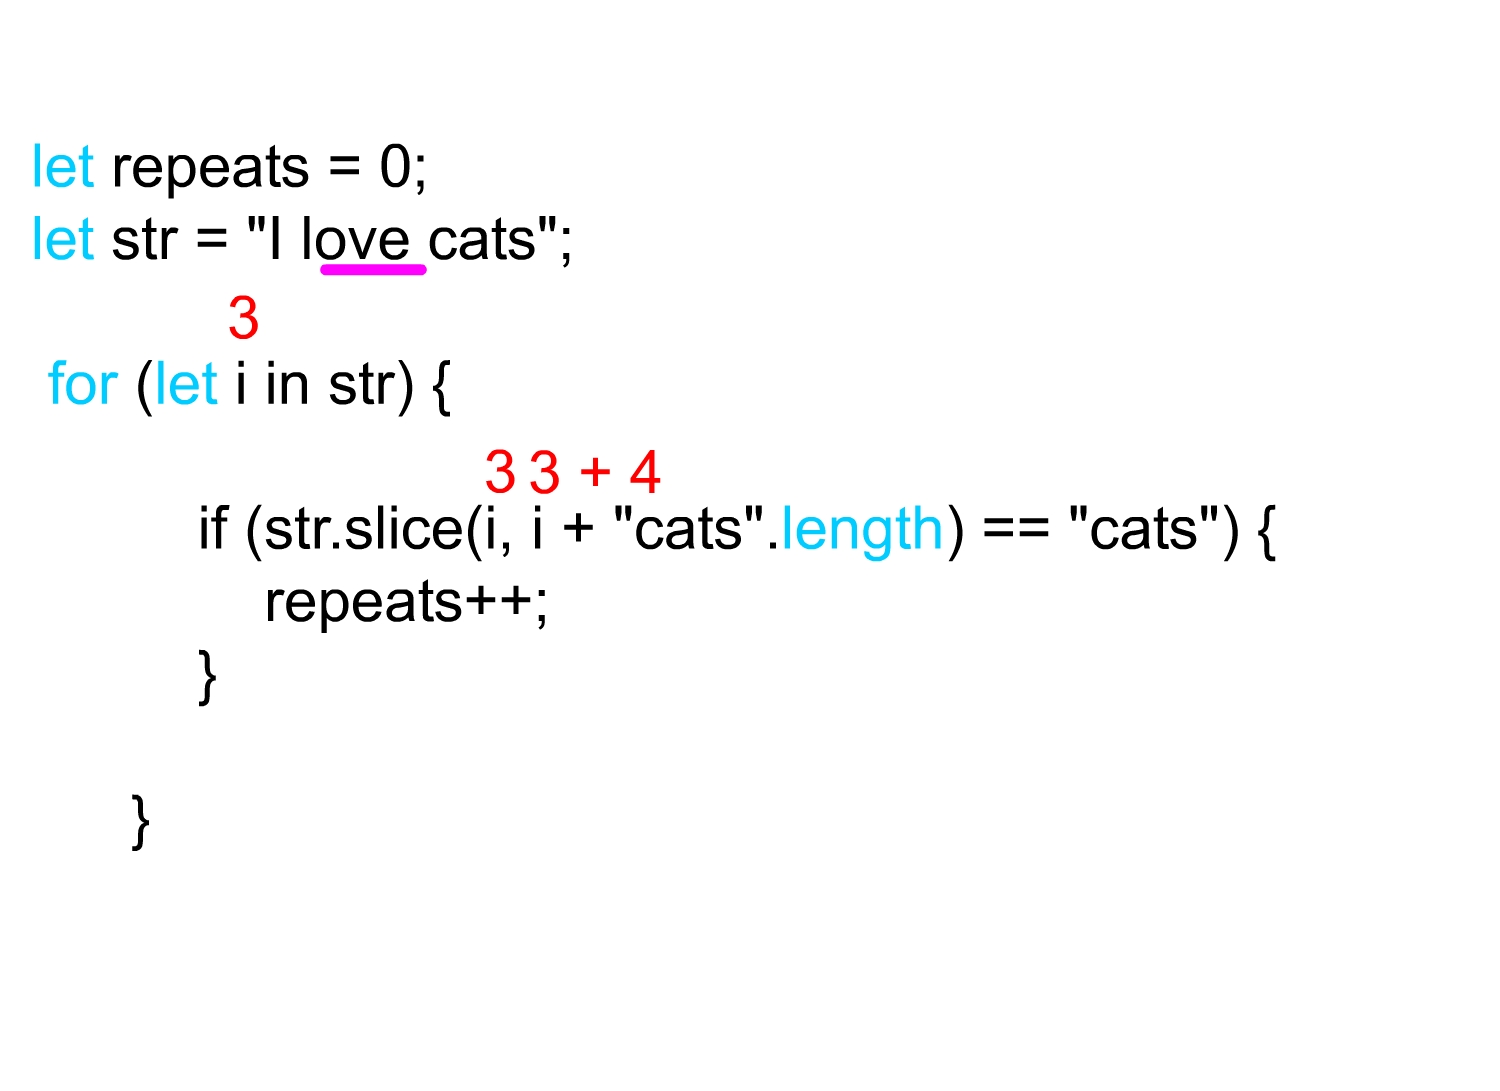 let repeats = 0;
let str = "I love cats";
3
for (let i in str) {
3 3 + 4
if (str.slice(i, i + "cats".length) == "cats") {
repeats++;
}
}